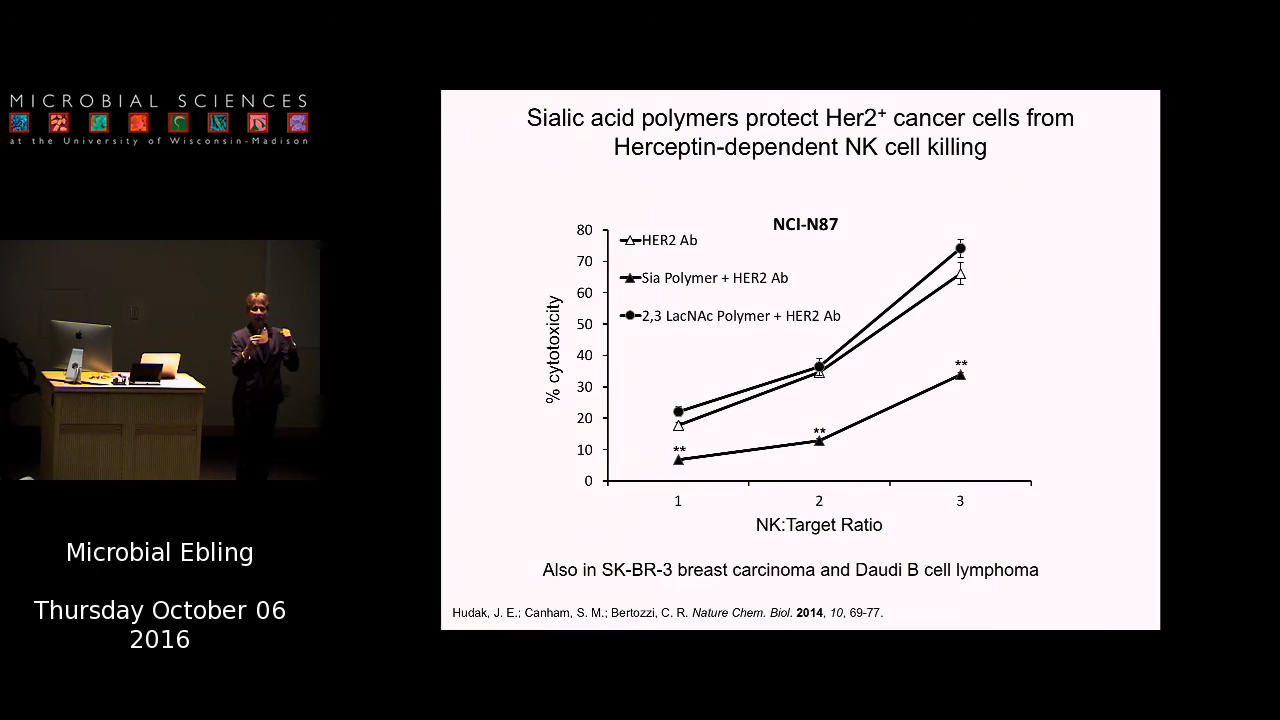 MICROBIAL SCIENCES
at the University of Wisconsin-Madison
Microbial Ebling
Thursday October 06
2016
Sialic acid polymers protect Her2⁺ cancer cells from
Herceptin-dependent NK cell killing
NCI-N87
HER2 Ab
Sia Polymer + HER2 Ab
2,3 LacNAc Polymer + HER2 Ab
% cytotoxicity
80
70
60
50
40
30
20
10
0
**
**
**
1 2 3
NK:Target Ratio
Also in SK-BR-3 breast carcinoma and Daudi B cell lymphoma
Hudak, J. E.; Canham, S. M.; Bertozzi, C. R. Nature Chem. Biol. 2014, 10, 69-77.